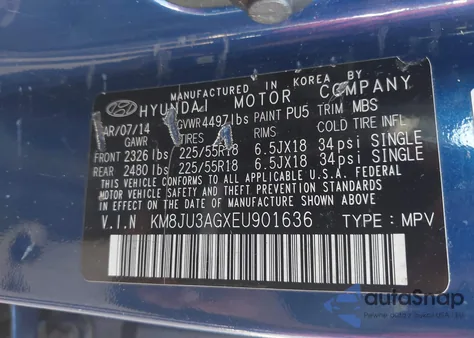 MANUFACTURED IN KOREA BY
HYUNDAI MOTOR COMPANY
AR/07/14 GVWR 4497lbs PAINT PU5 TRIM MBS
GAWR TIRES RIMS COLD TIRE INFL
FRONT 2326 lbs 225/55R18 6.5JX18 34psi SINGLE
REAR 2480 lbs 225/55R18 6.5JX18 34psi SINGLE
THIS VEHICLE CONFORMS TO ALL APPLICABLE U.S.FEDERAL
MOTOR VEHICLE SAFETY AND THEFT PREVENTION STANDARDS
IN EFFECT ON THE DATE OF MANUFACTURE SHOWN ABOVE
V.I.N KM8JU3AGXEU901636 TYPE: MPV
autoSnap